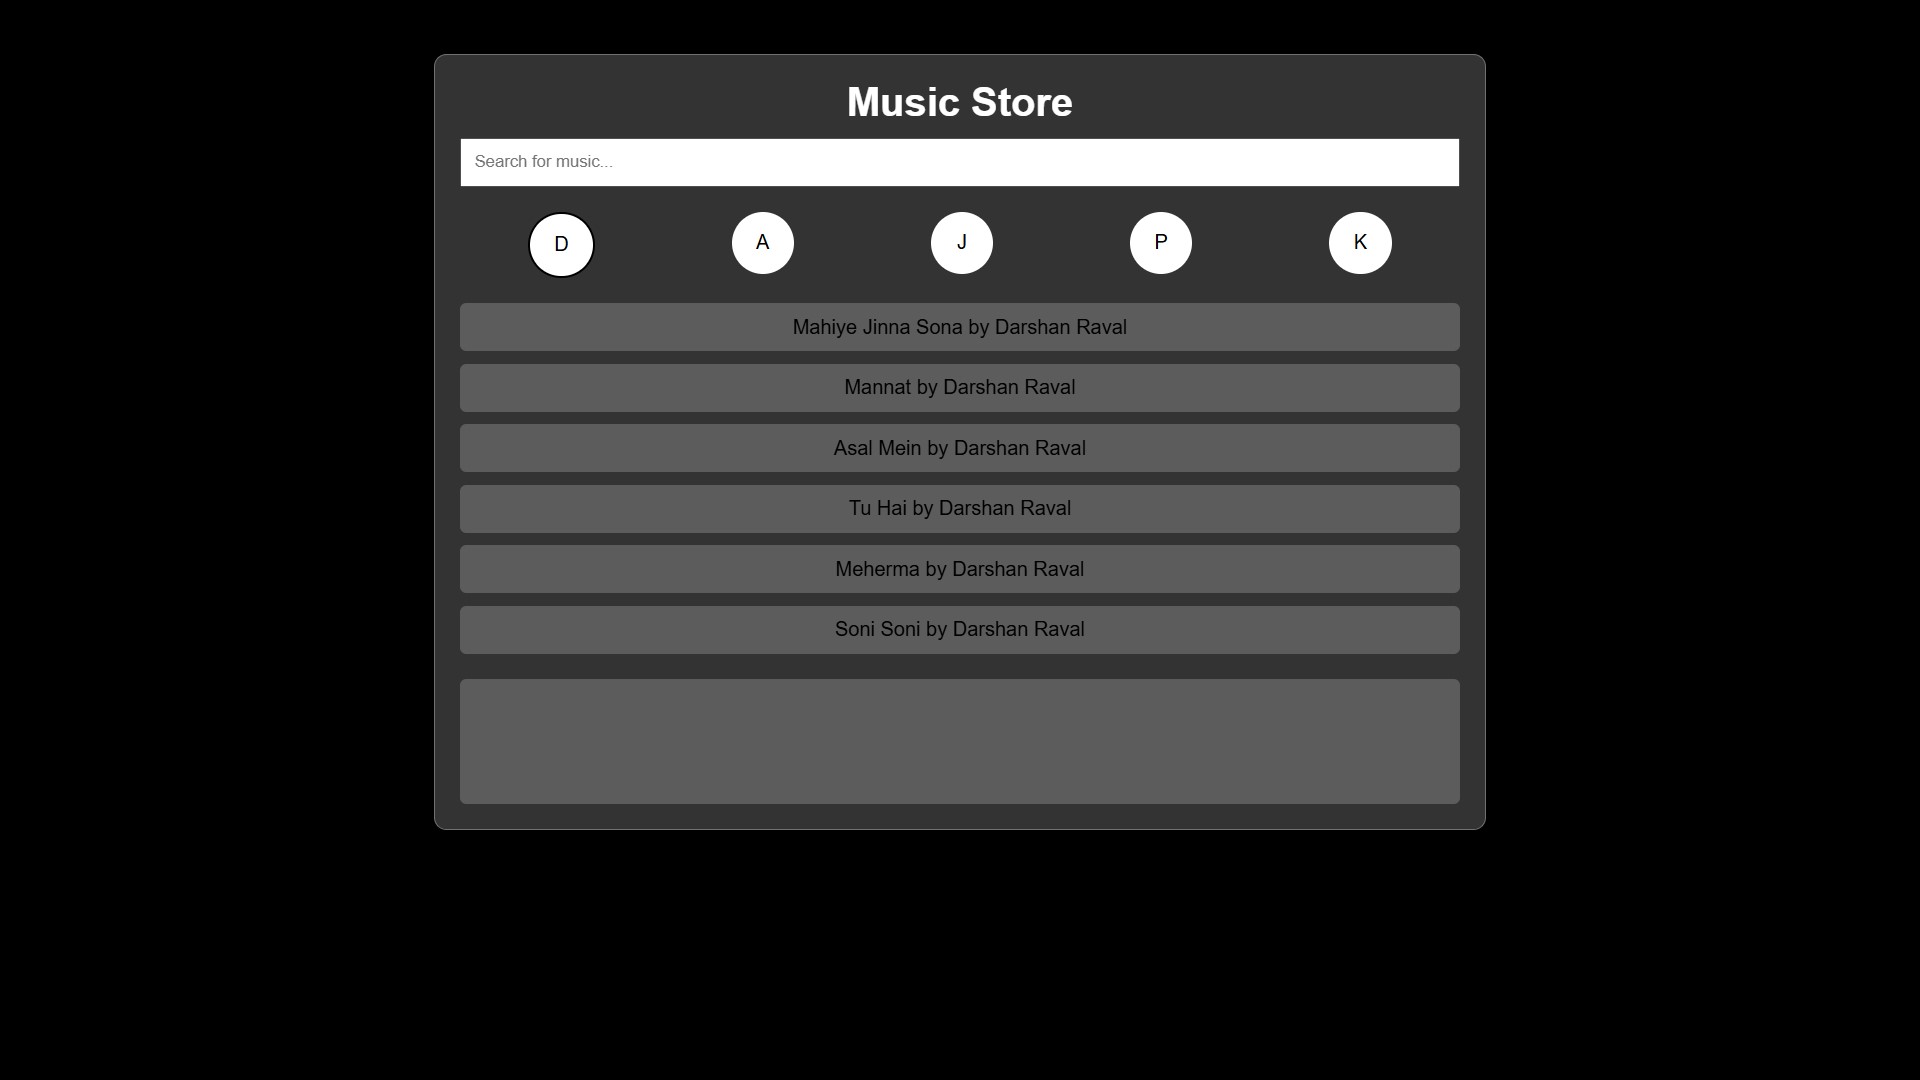 Music Store
Search for music...
D A J P K
Mahiye Jinna Sona by Darshan Raval
Mannat by Darshan Raval
Asal Mein by Darshan Raval
Tu Hai by Darshan Raval
Meherma by Darshan Raval
Soni Soni by Darshan Raval